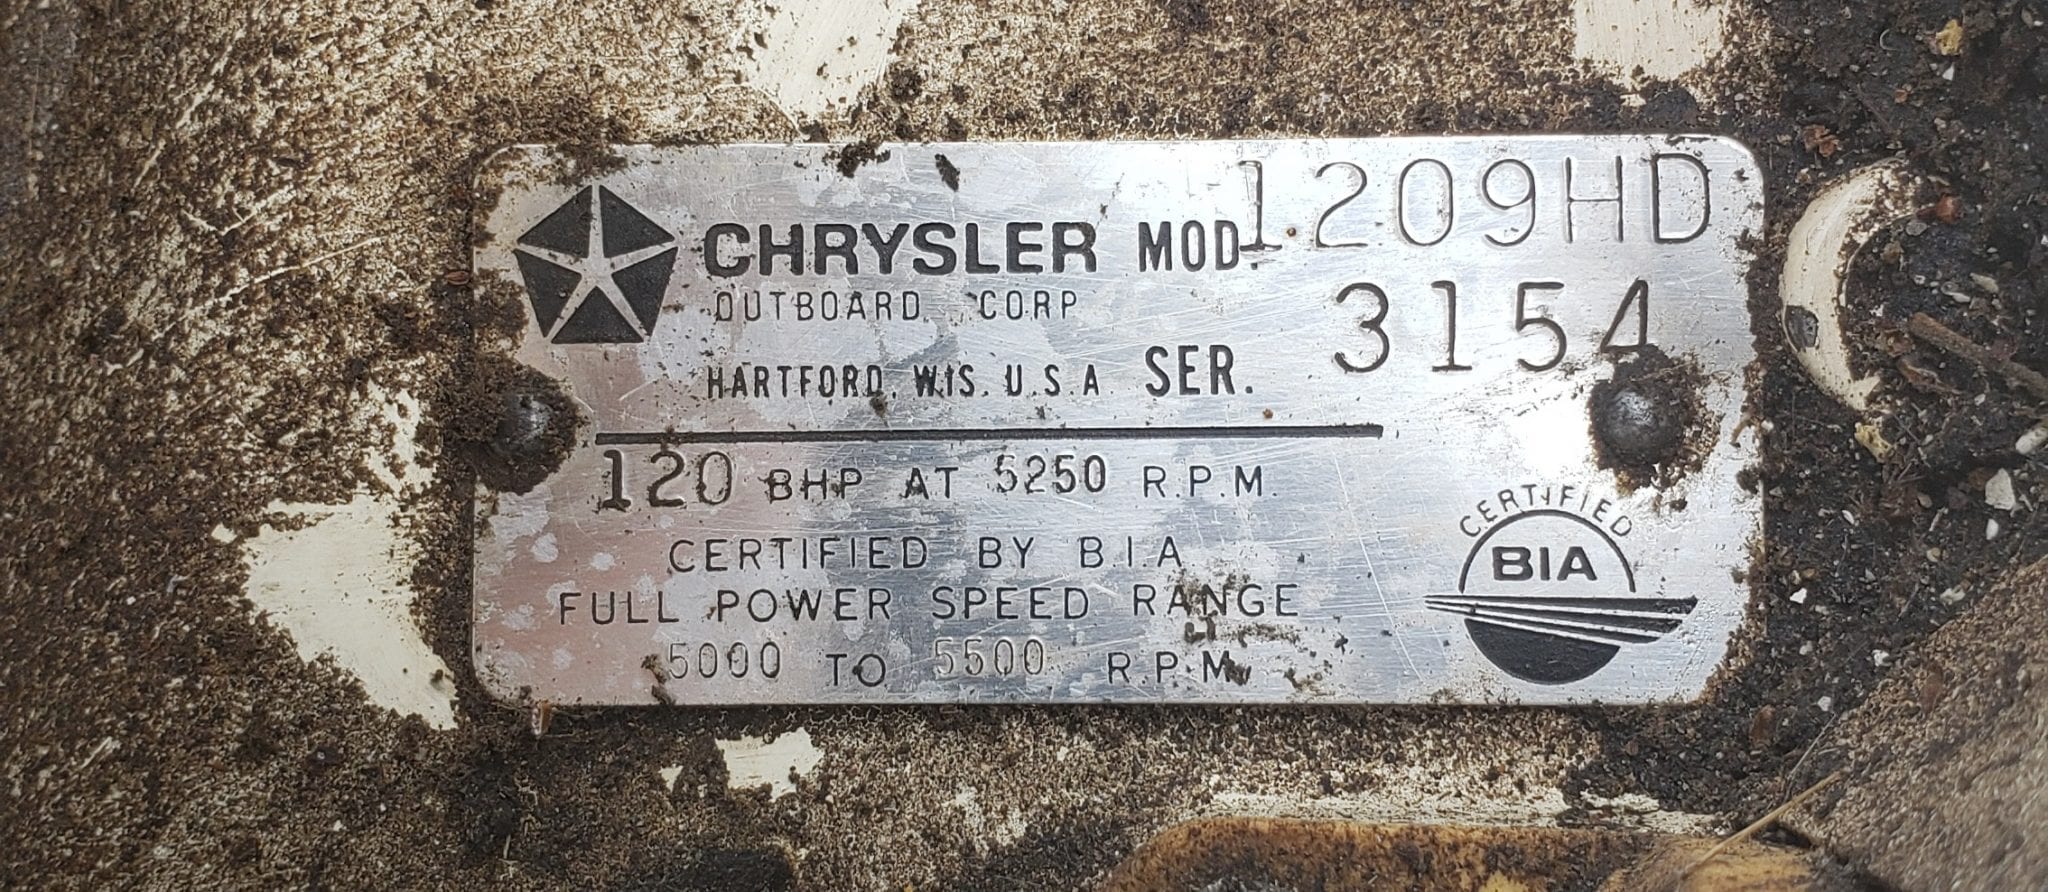 CHRYSLER MOD. 1209HD
OUTBOARD CORP
HARTFORD, WIS. U.S.A SER. 3154
120 BHP AT 5250 R.P.M.
CERTIFIED BY B.I.A
FULL POWER SPEED RANGE
5000 TO 5500 R.P.M.
CERTIFIED
BIA